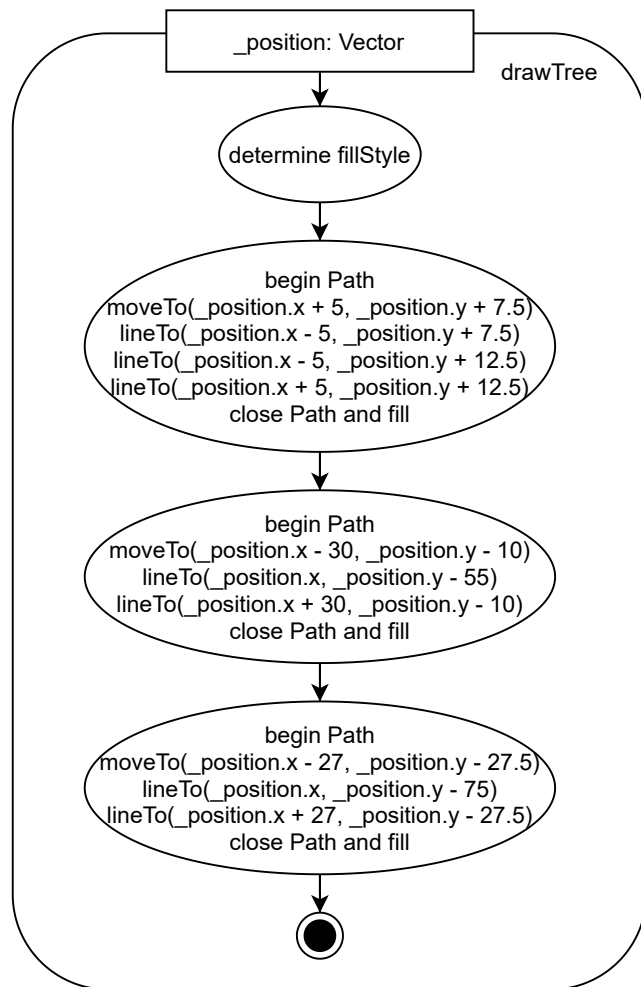 _position: Vector
drawTree
determine fillStyle
begin Path
moveTo(_position.x + 5, _position.y + 7.5)
lineTo(_position.x - 5, _position.y + 7.5)
lineTo(_position.x - 5, _position.y + 12.5)
lineTo(_position.x + 5, _position.y + 12.5)
close Path and fill
begin Path
moveTo(_position.x - 30, _position.y - 10)
lineTo(_position.x, _position.y - 55)
lineTo(_position.x + 30, _position.y - 10)
close Path and fill
begin Path
moveTo(_position.x - 27, _position.y - 27.5)
lineTo(_position.x, _position.y - 75)
lineTo(_position.x + 27, _position.y - 27.5)
close Path and fill